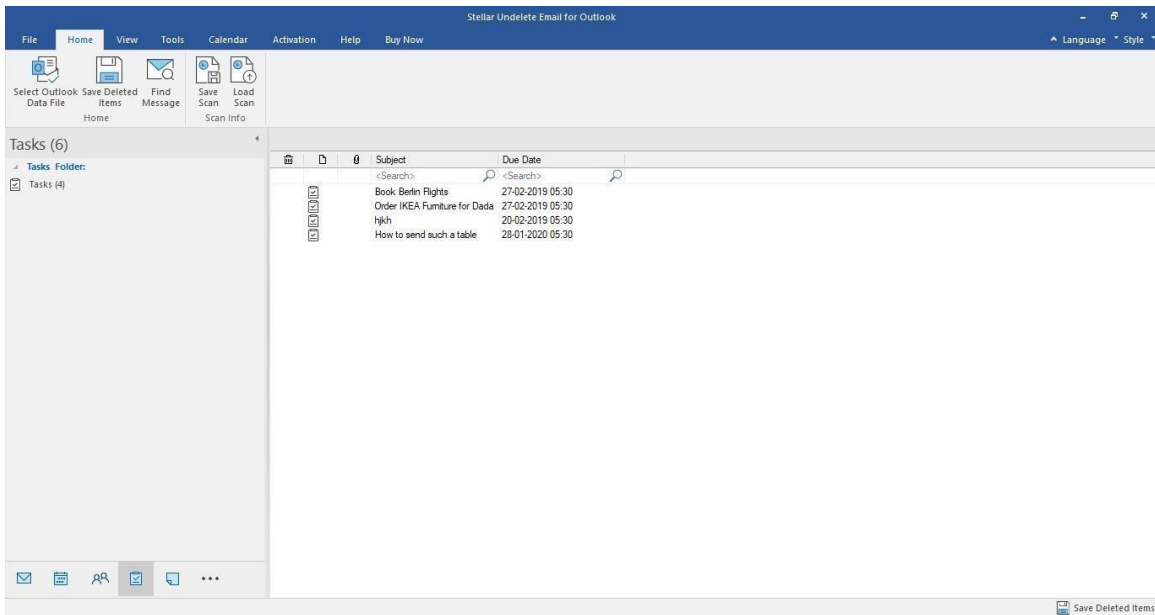 Stellar Undelete Email for Outlook
File Home View Tools Calendar Activation Help Buy Now Language Style
Select Outlook Data File
Save Deleted Items
Find Message
Save Scan
Load Scan
Home
Scan Info
Tasks (6)
Tasks Folder:
Tasks (4)
Subject Due Date
<Search> <Search>
Book Berlin Flights 27-02-2019 05:30
Order IKEA Furniture for Dada 27-02-2019 05:30
hjkh 20-02-2019 05:30
How to send such a table 28-01-2020 05:30
Save Deleted Items